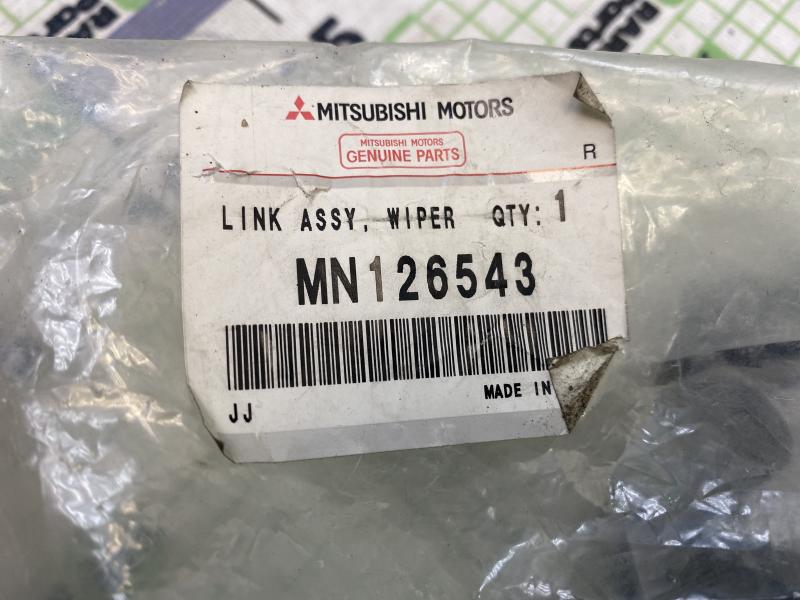 MITSUBISHI MOTORS
MITSUBISHI MOTORS
GENUINE PARTS
R
LINK ASSY, WIPER QTY: 1
MN126543
MADE IN
JJ